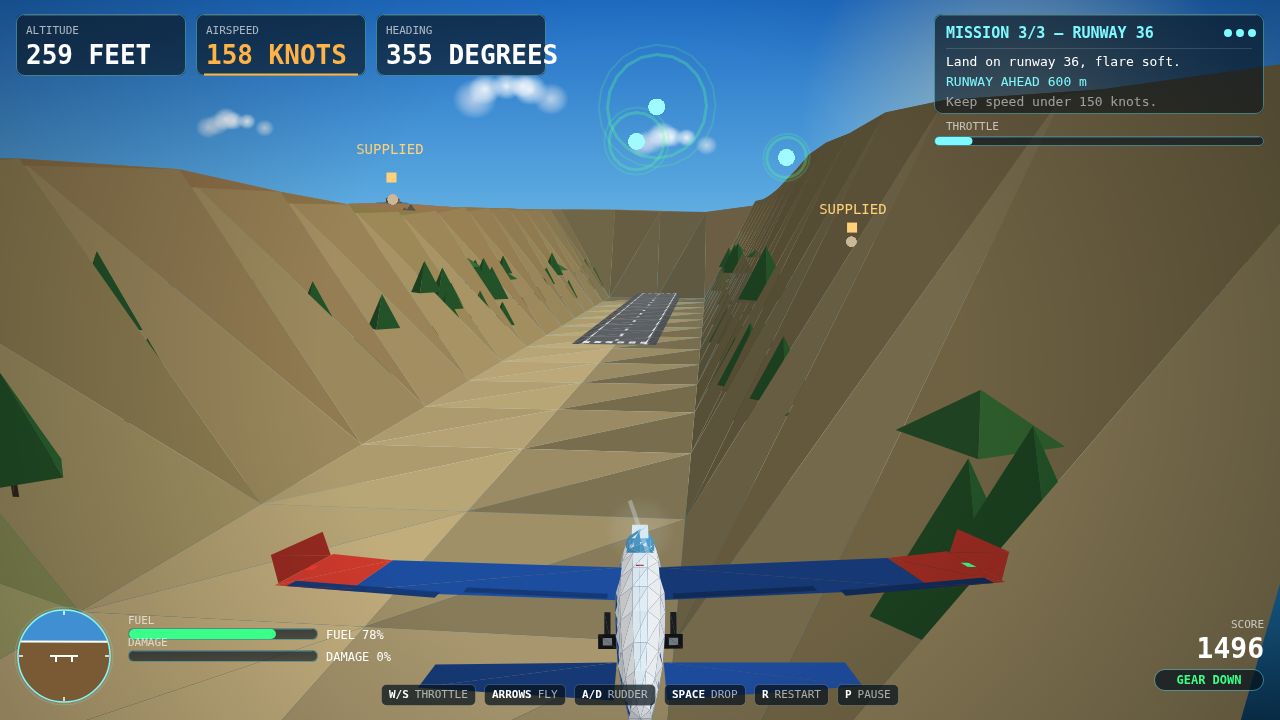 ALTITUDE
259 FEET
AIRSPEED
158 KNOTS
HEADING
355 DEGREES
MISSION 3/3 — RUNWAY 36
Land on runway 36, flare soft.
RUNWAY AHEAD 600 m
Keep speed under 150 knots.
THROTTLE
SUPPLIED
SUPPLIED
FUEL
FUEL 78%
DAMAGE
DAMAGE 0%
SCORE
1496
GEAR DOWN
W/S THROTTLE
ARROWS FLY
A/D RUDDER
SPACE DROP
R RESTART
P PAUSE